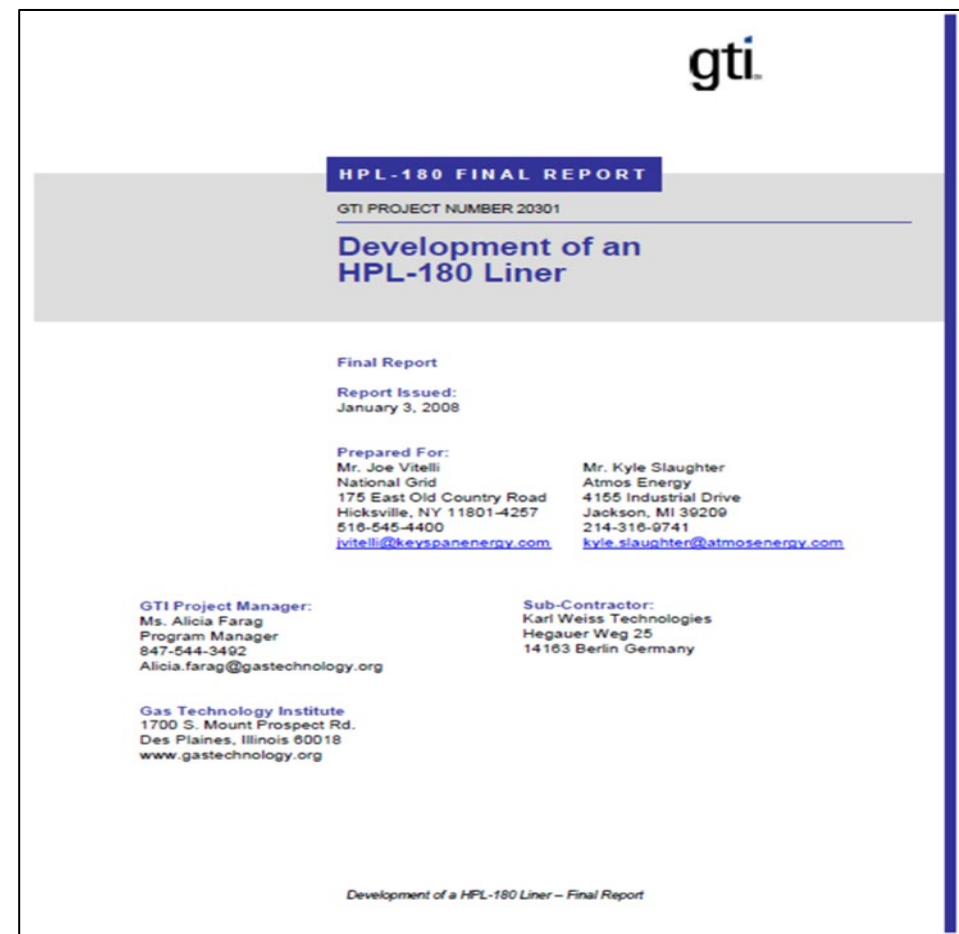 gti
HPL-180 FINAL REPORT
GTI PROJECT NUMBER 20301
Development of an
HPL-180 Liner
Final Report
Report Issued:
January 3, 2008
Prepared For:
Mr. Joe Vitelli
National Grid
175 East Old Country Road
Hicksville, NY 11801-4257
516-545-4400
jvitelli@keyspanenergy.com
Mr. Kyle Slaughter
Atmos Energy
4155 Industrial Drive
Jackson, MI 39209
214-316-9741
kyle.slaughter@atmosenergy.com
GTI Project Manager:
Ms. Alicia Farag
Program Manager
847-544-3492
Alicia.farag@gastechnology.org
Sub-Contractor:
Karl Weiss Technologies
Hegauer Weg 25
14163 Berlin Germany
Gas Technology Institute
1700 S. Mount Prospect Rd.
Des Plaines, Illinois 60018
www.gastechnology.org
Development of a HPL-180 Liner – Final Report